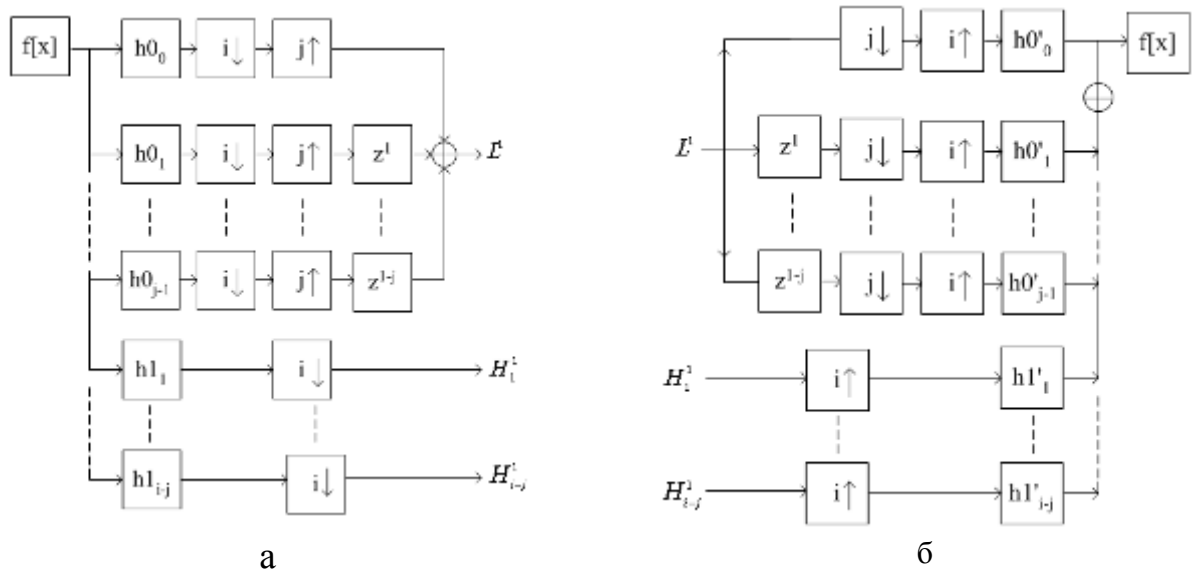 f[x] h0₀ i↓ j↑
h0₁ i↓ j↑ z¹ L¹
h0ⱼ₋₁ i↓ j↑ z¹⁻ʲ
h1₁ i↓ H₁¹
h1ᵢ₋ⱼ i↓ H¹ᵢ₋ⱼ
а
j↓ i↑ h0'₀ f[x]
L¹ z¹ j↓ i↑ h0'₁
z¹⁻ʲ j↓ i↑ h0'ⱼ₋₁
H₁¹ i↑ h1'₁
H¹ᵢ₋ⱼ i↑ h1'ᵢ₋ⱼ
б